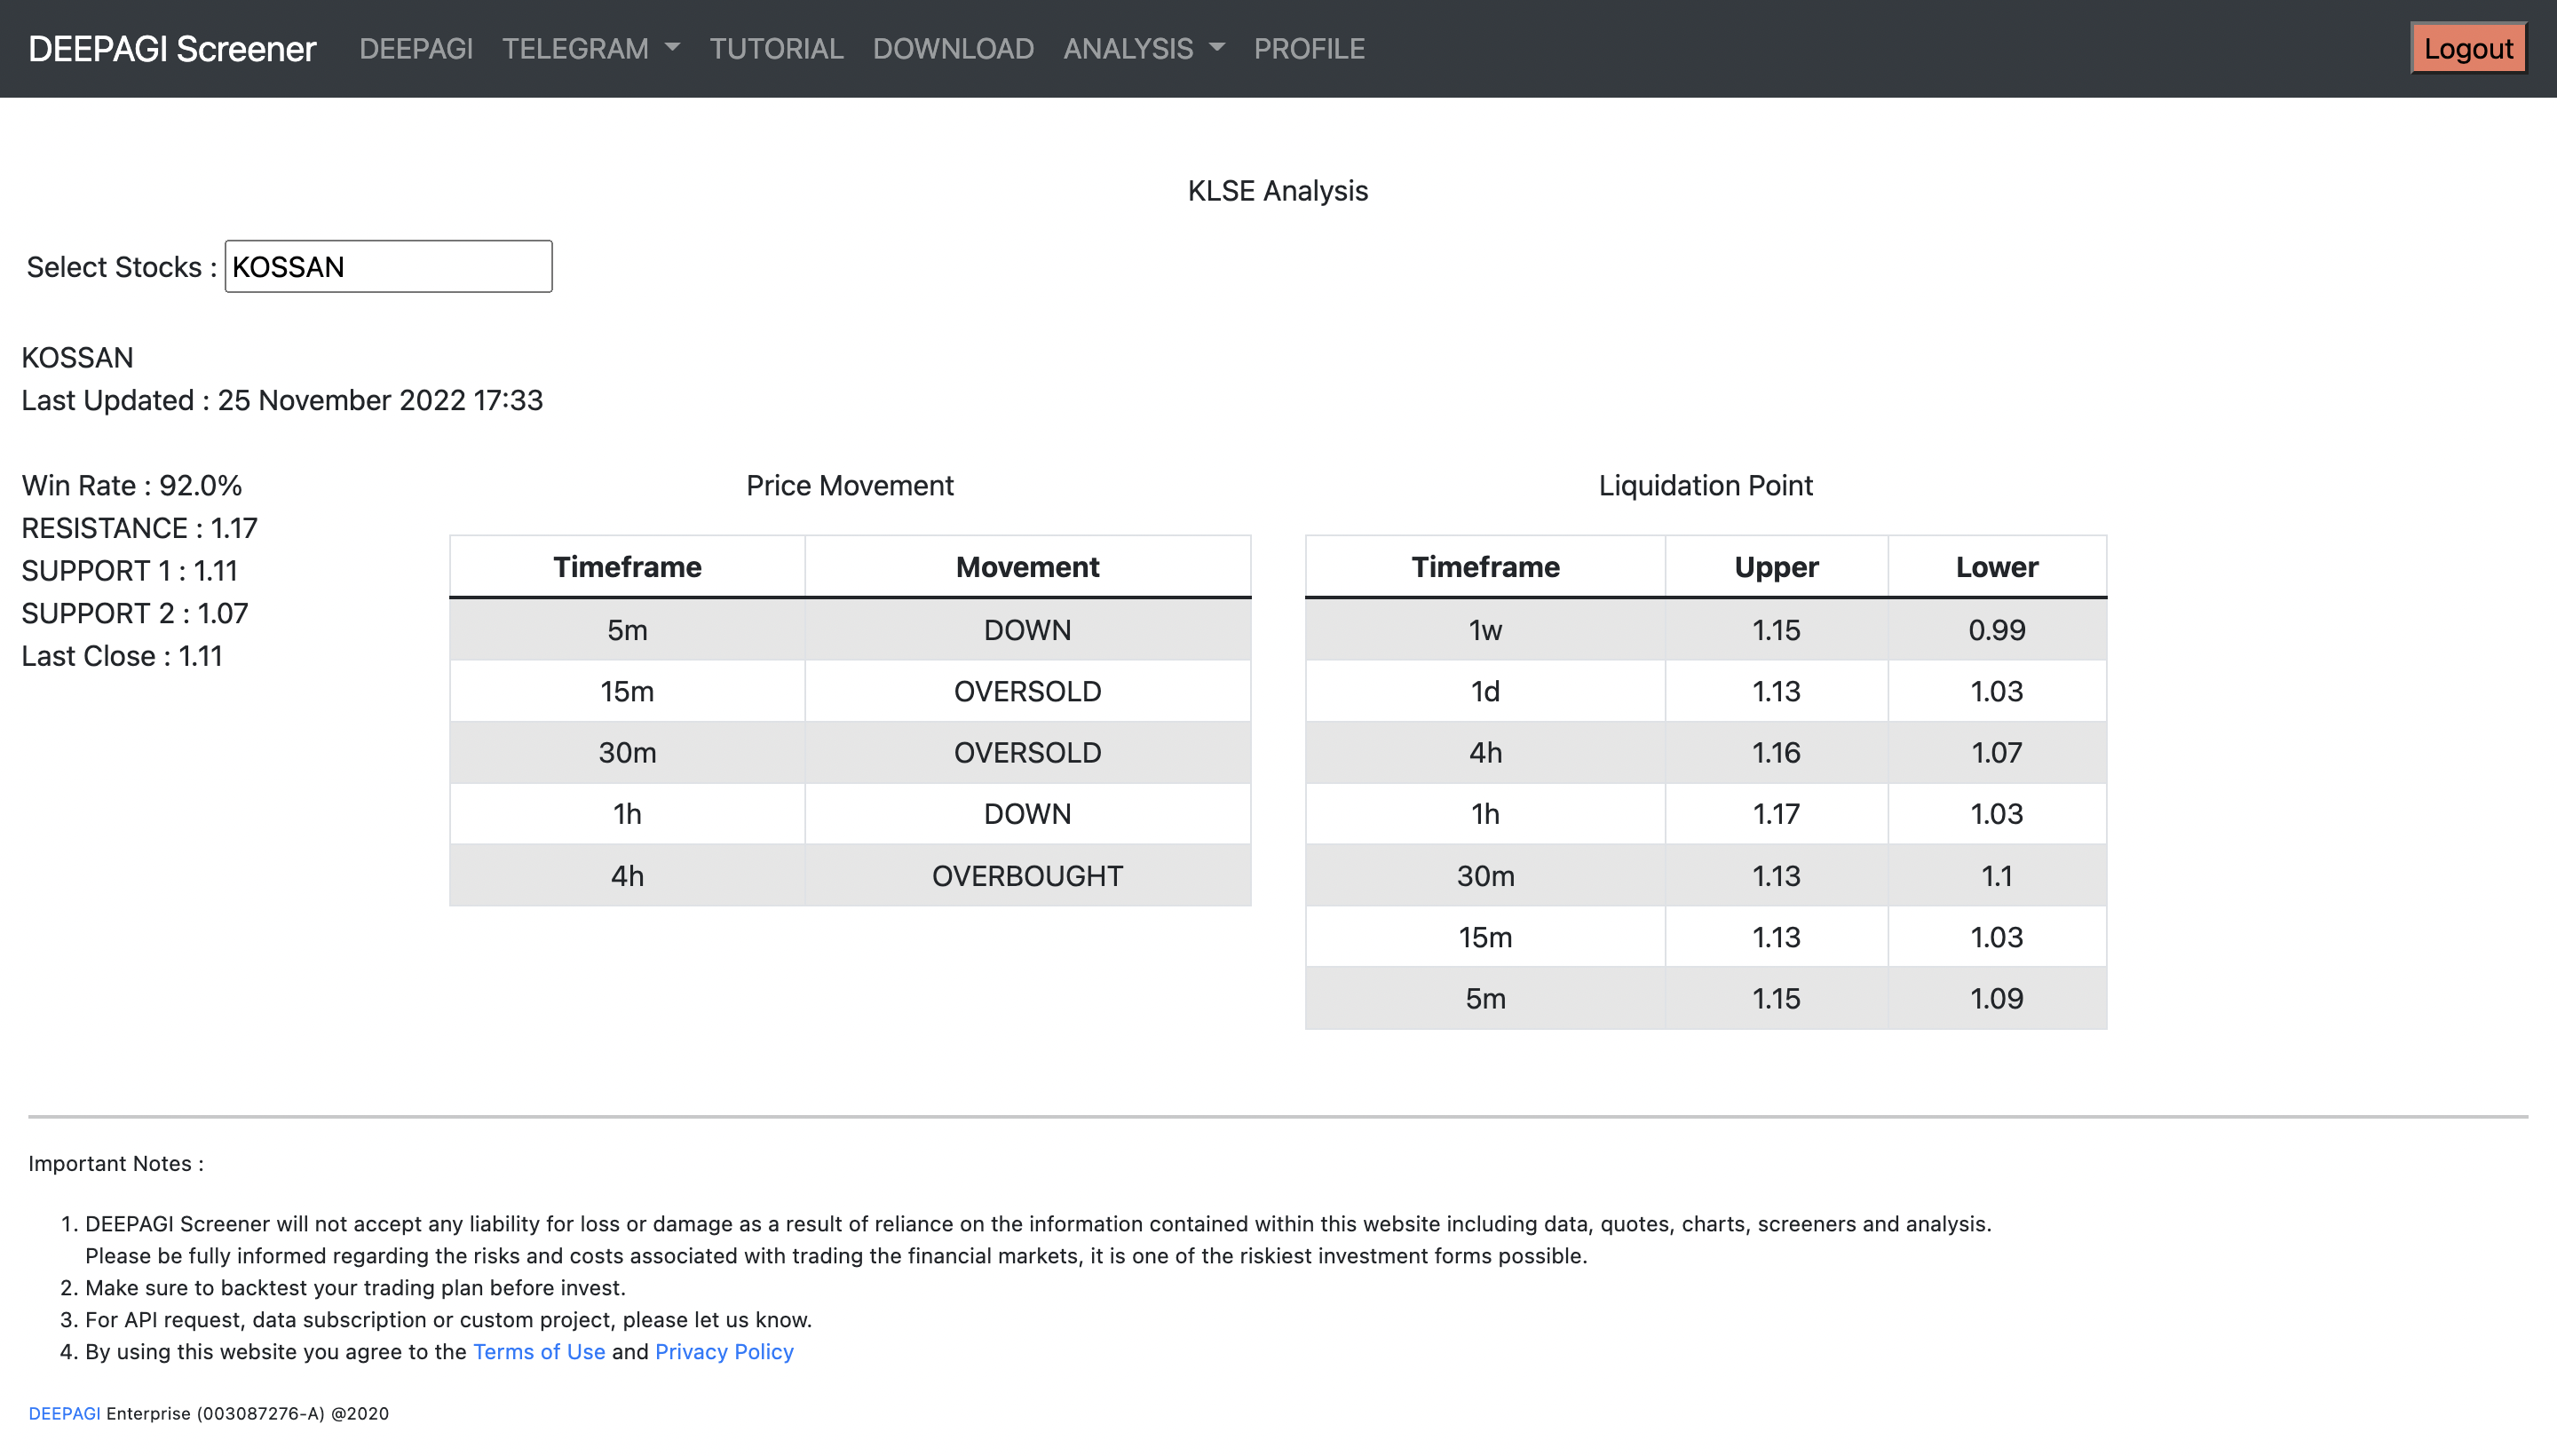 DEEPAGI Screener DEEPAGI TELEGRAM TUTORIAL DOWNLOAD ANALYSIS PROFILE Logout
KLSE Analysis
Select Stocks : KOSSAN
KOSSAN
Last Updated : 25 November 2022 17:33
Win Rate : 92.0%
RESISTANCE : 1.17
SUPPORT 1 : 1.11
SUPPORT 2 : 1.07
Last Close : 1.11
Price Movement
Timeframe Movement
5m DOWN
15m OVERSOLD
30m OVERSOLD
1h DOWN
4h OVERBOUGHT
Liquidation Point
Timeframe Upper Lower
1w 1.15 0.99
1d 1.13 1.03
4h 1.16 1.07
1h 1.17 1.03
30m 1.13 1.1
15m 1.13 1.03
5m 1.15 1.09
Important Notes :
1. DEEPAGI Screener will not accept any liability for loss or damage as a result of reliance on the information contained within this website including data, quotes, charts, screeners and analysis.
Please be fully informed regarding the risks and costs associated with trading the financial markets, it is one of the riskiest investment forms possible.
2. Make sure to backtest your trading plan before invest.
3. For API request, data subscription or custom project, please let us know.
4. By using this website you agree to the Terms of Use and Privacy Policy
DEEPAGI Enterprise (003087276-A) @2020